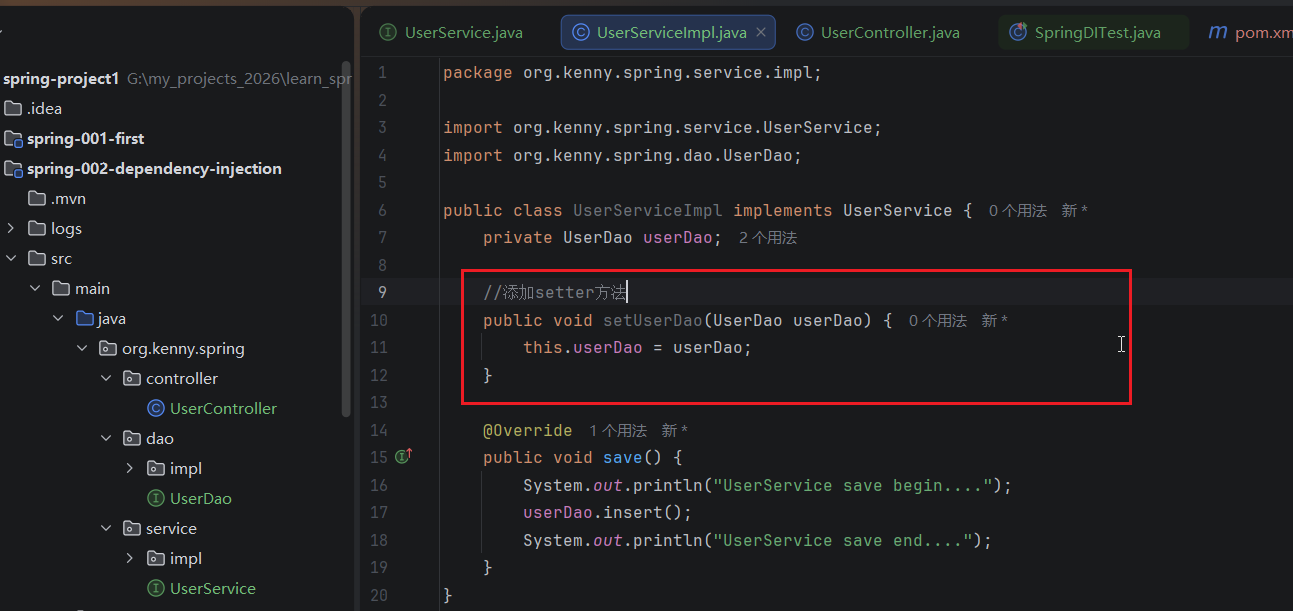 UserService.java
UserServiceImpl.java
UserController.java
SpringDITest.java
pom.xm
spring-project1 G:\my_projects_2026\learn_spr
.idea
spring-001-first
spring-002-dependency-injection
.mvn
logs
src
main
java
org.kenny.spring
controller
UserController
dao
impl
UserDao
service
impl
UserService
1 package org.kenny.spring.service.impl;
2
3 import org.kenny.spring.service.UserService;
4 import org.kenny.spring.dao.UserDao;
5
6 public class UserServiceImpl implements UserService { 0 个用法 新 *
7 private UserDao userDao; 2 个用法
8
9 //添加setter方法
10 public void setUserDao(UserDao userDao) { 0 个用法 新 *
11 this.userDao = userDao;
12 }
13
14 @Override 1 个用法 新 *
15 public void save() {
16 System.out.println("UserService save begin....");
17 userDao.insert();
18 System.out.println("UserService save end....");
19 }
20 }